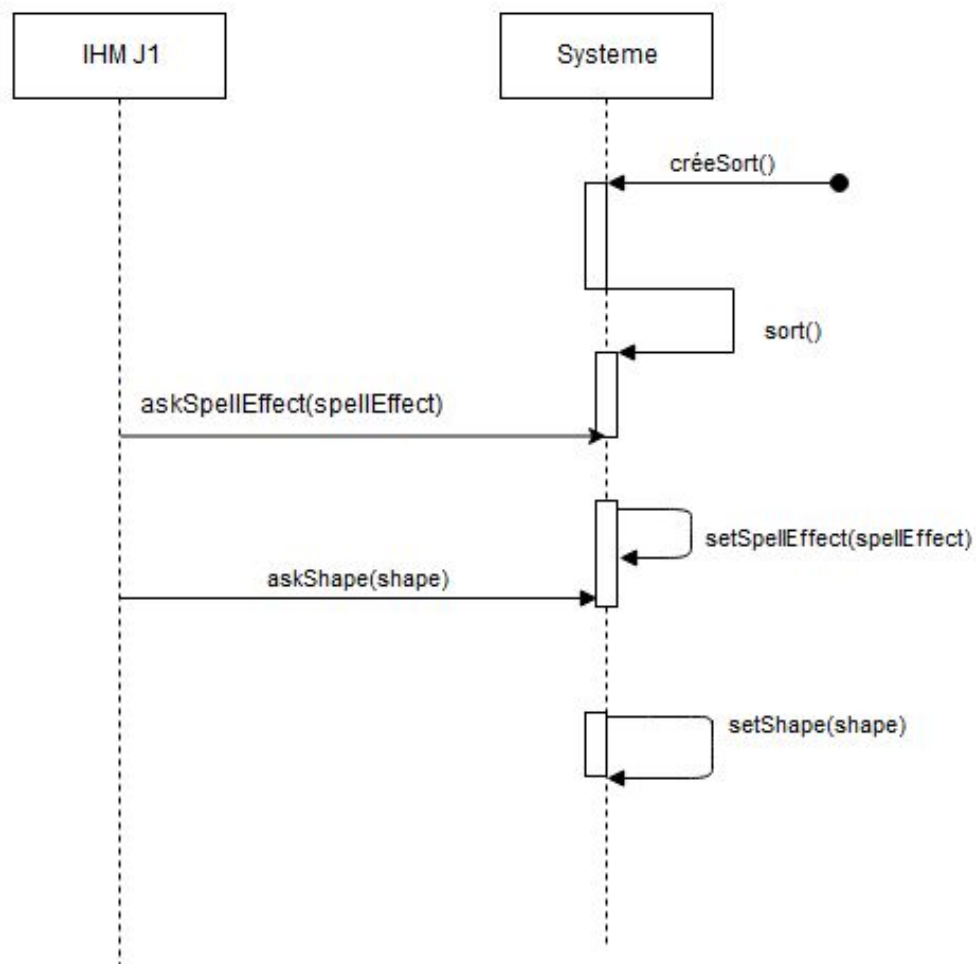 IHM J1
Systeme
créeSort()
sort()
askSpellEffect(spellEffect)
setSpellEffect(spellEffect)
askShape(shape)
setShape(shape)